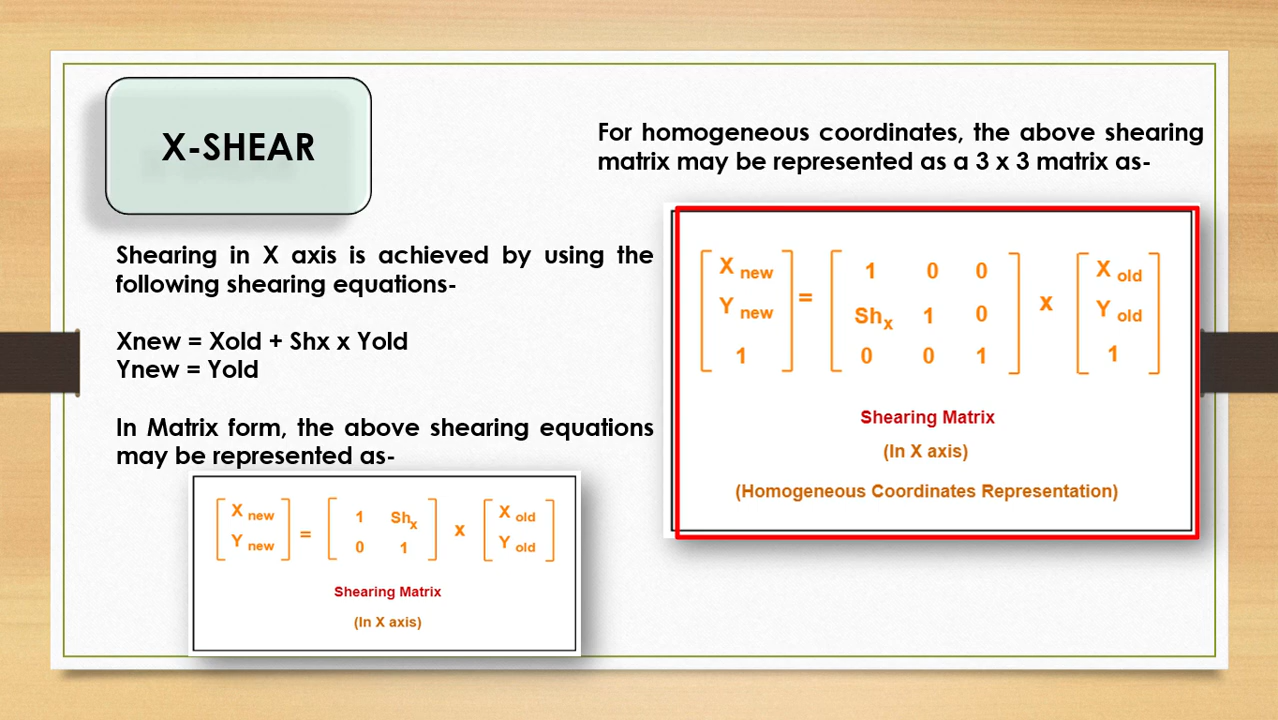 X-SHEAR
Shearing in X axis is achieved by using the
following shearing equations-
Xnew = Xold + Shx x Yold
Ynew = Yold
In Matrix form, the above shearing equations
may be represented as-
X new 1 Shx X old
= x
Y new 0 1 Y old
Shearing Matrix
(In X axis)
For homogeneous coordinates, the above shearing
matrix may be represented as a 3 x 3 matrix as-
X new 1 0 0 X old
Y new = Shx 1 0 x Y old
1 0 0 1 1
Shearing Matrix
(In X axis)
(Homogeneous Coordinates Representation)